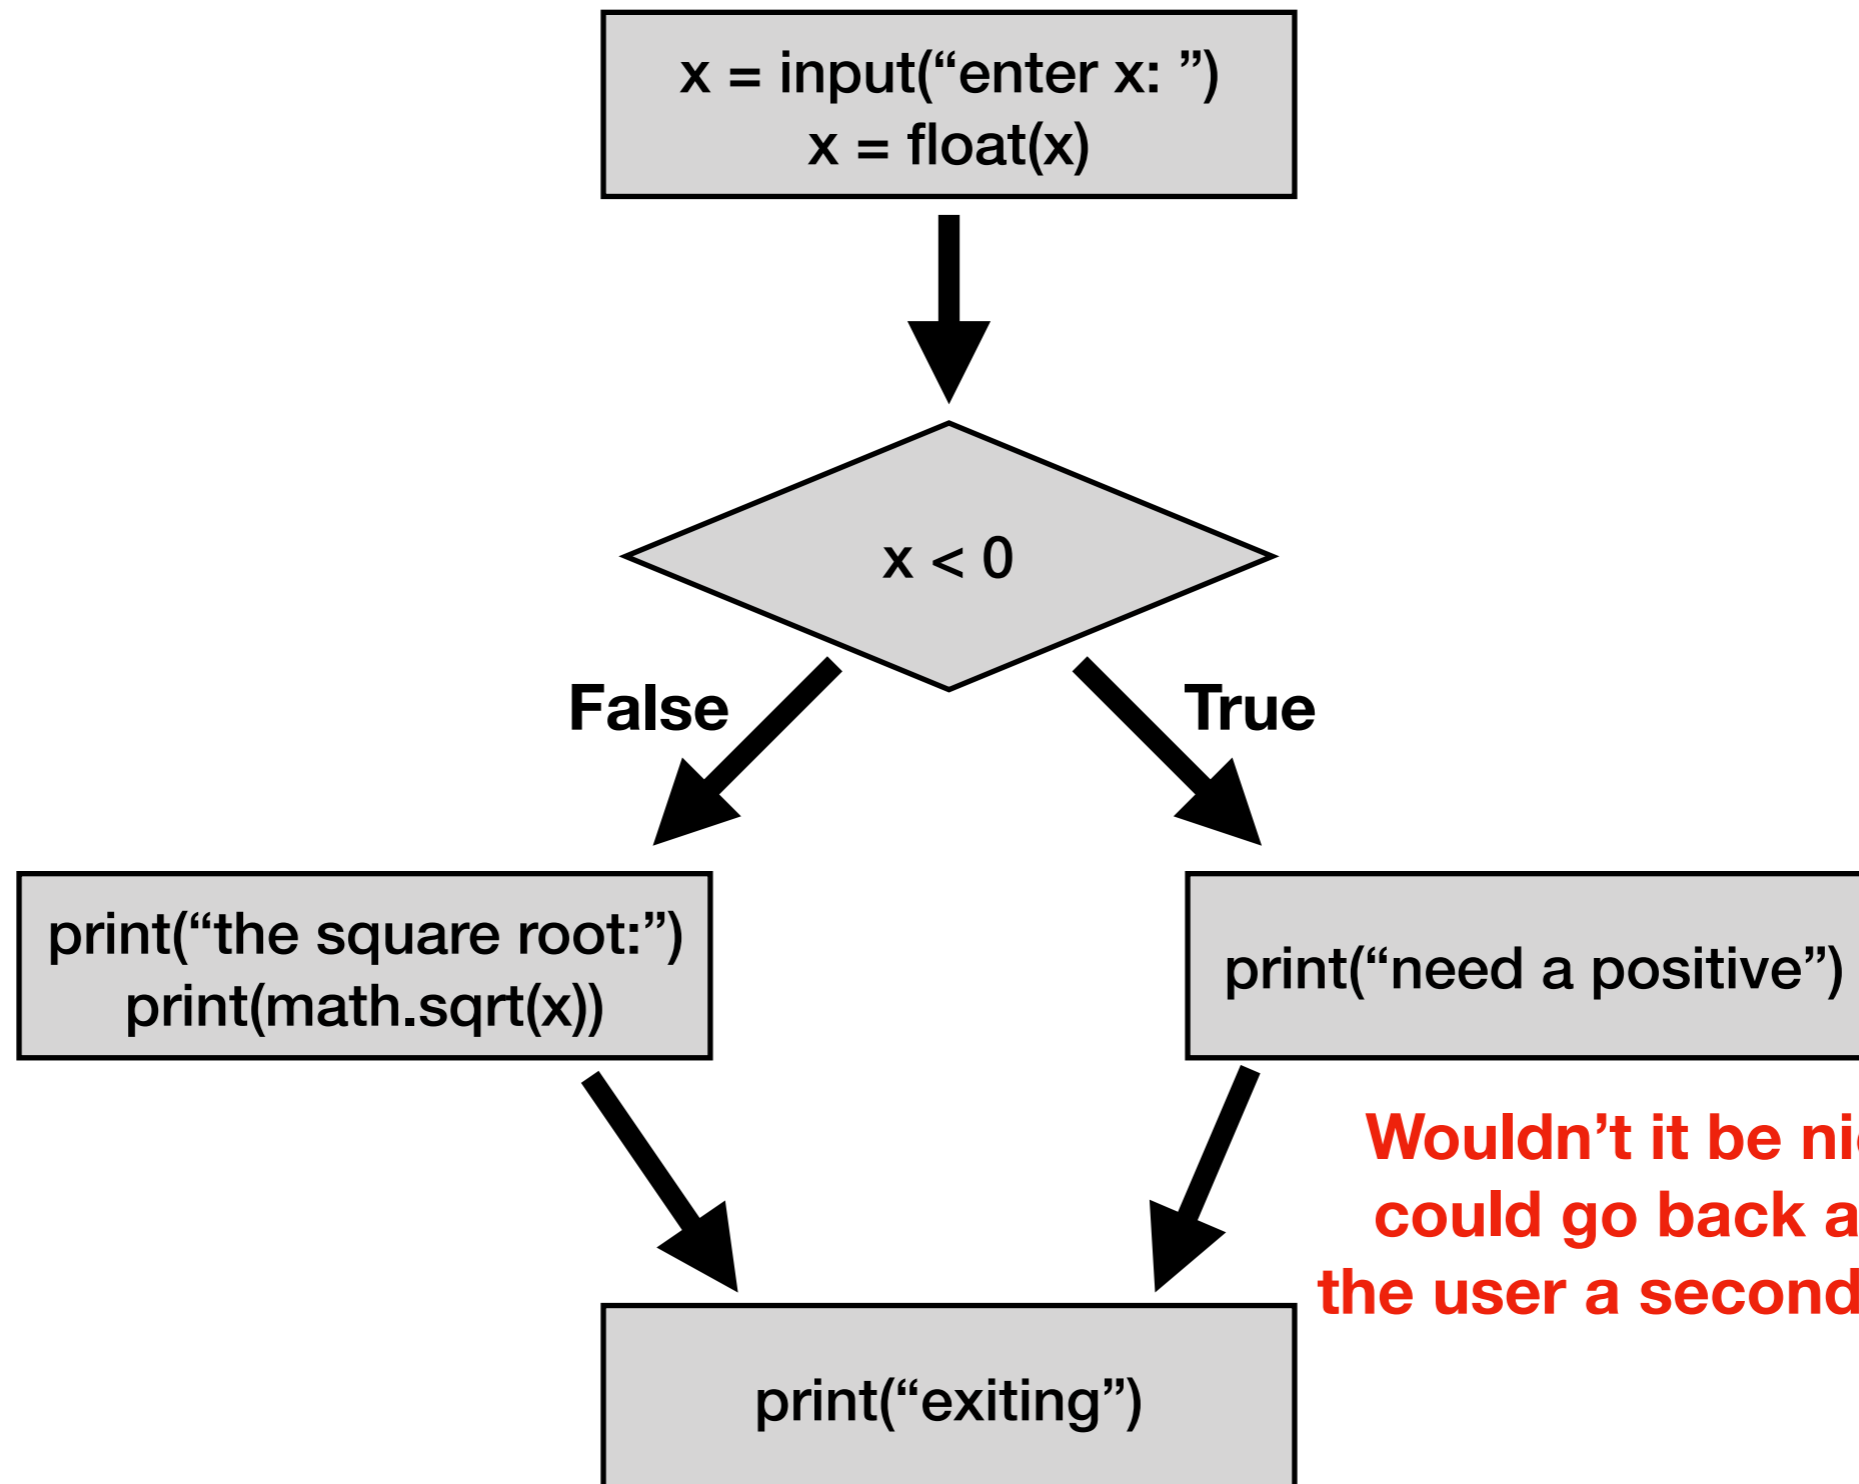 x = input(“enter x: ”)
x = float(x)
x < 0
False
True
print(“the square root:”)
print(math.sqrt(x))
print(“need a positive”)
Wouldn’t it be
could go back
the user a second
print(“exiting”)